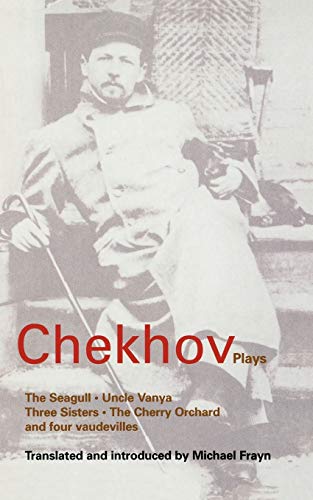 Chekhov Plays
The Seagull • Uncle Vanya
Three Sisters • The Cherry Orchard
and four vaudevilles
Translated and introduced by Michael Frayn